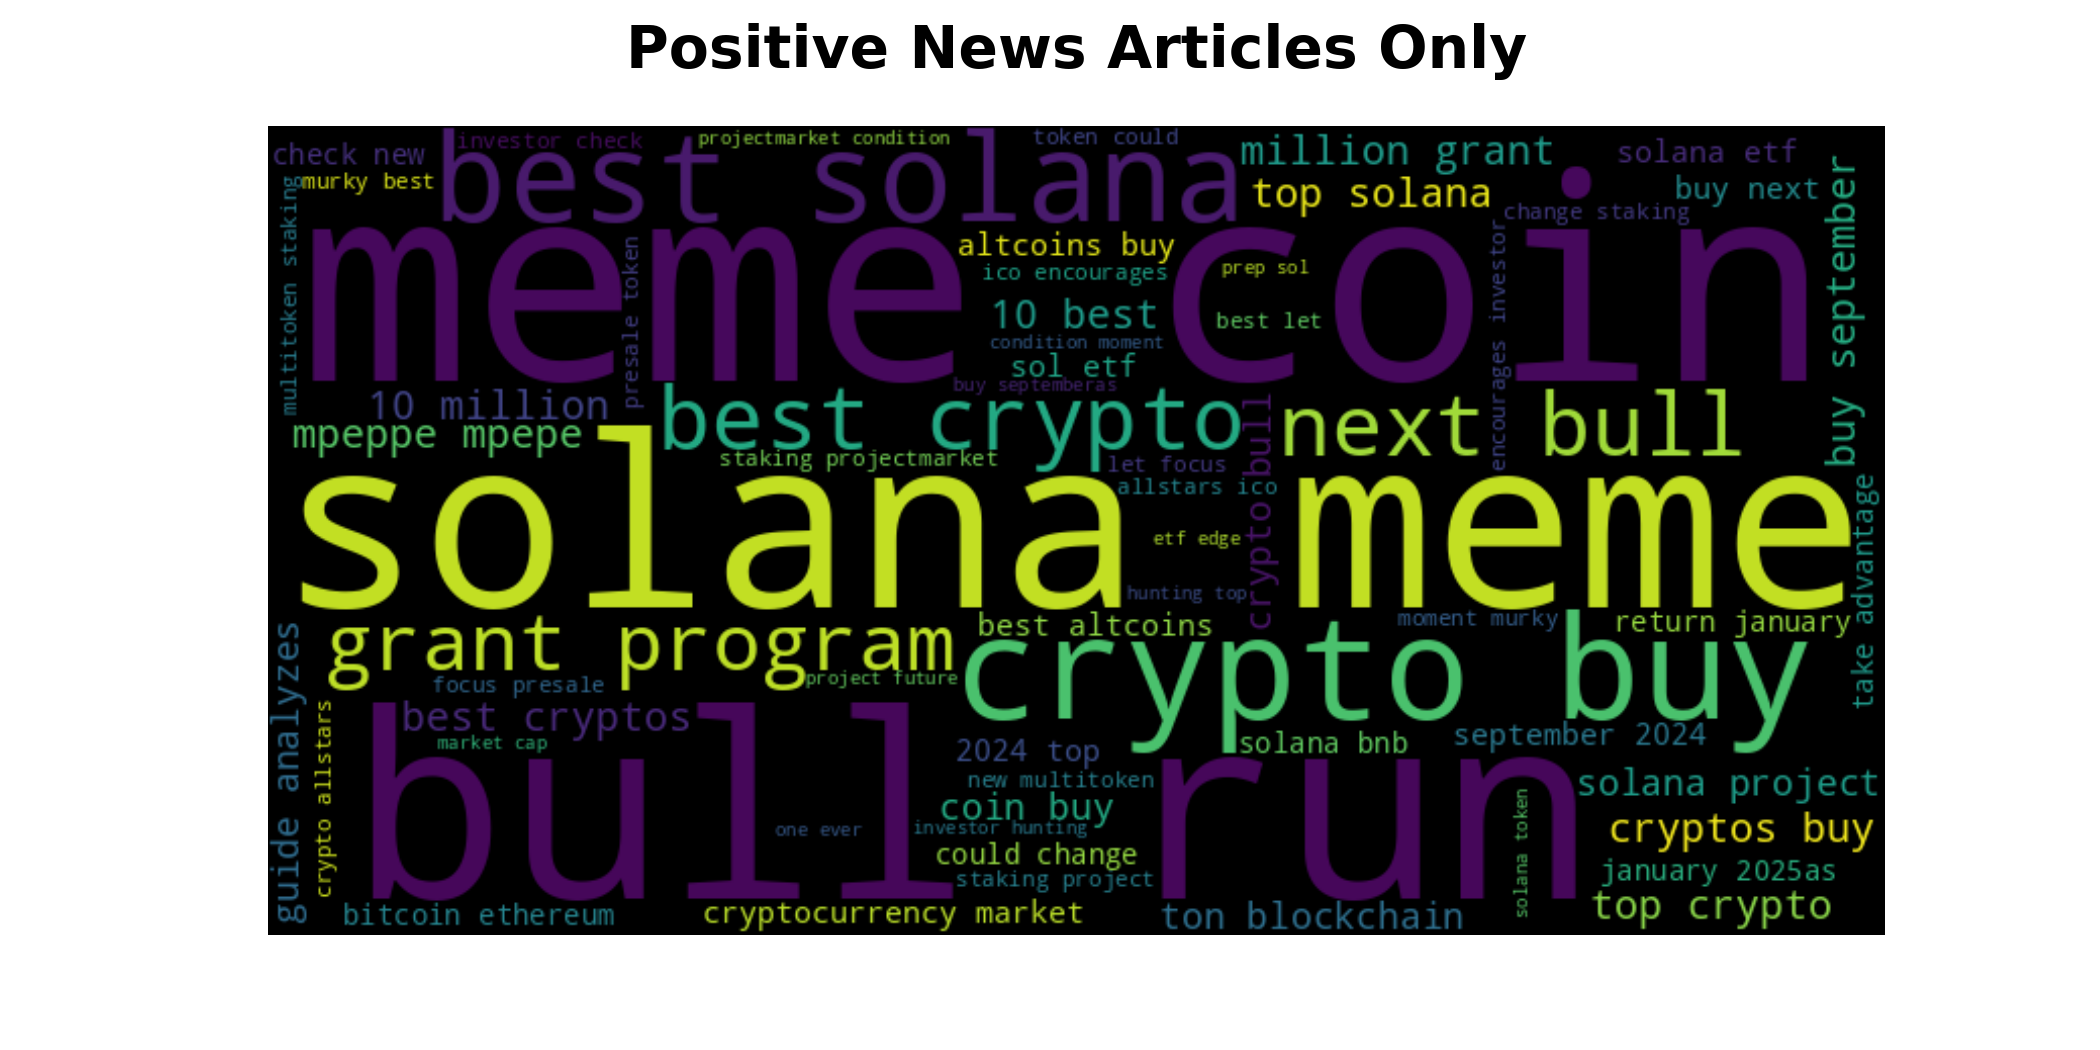 Positive News Articles Only
investor check
projectmarket condition
token could
million grant
solana etf
check new
best solana
murky best
top solana
buy next
multitoken staking
change staking
buy september
meme coin
altcoins buy
ico encourages
prep sol
presale token
encourages investor
10 best
best let
condition moment
sol etf
buy septemberas
10 million
best crypto
next bull
crypto bull
mpeppe mpepe
staking projectmarket
let focus
allstars ico
solana meme
take advantage
etf edge
hunting top
moment murky
return january
best altcoins
grant program
crypto buy
guide analyzes
focus presale
project future
crypto allstars
best cryptos
market cap
2024 top
solana bnb
september 2024
bull run
new multitoken
solana project
coin buy
solana token
one ever
investor hunting
cryptos buy
could change
staking project
january 2025as
bitcoin ethereum
cryptocurrency market
ton blockchain
top crypto